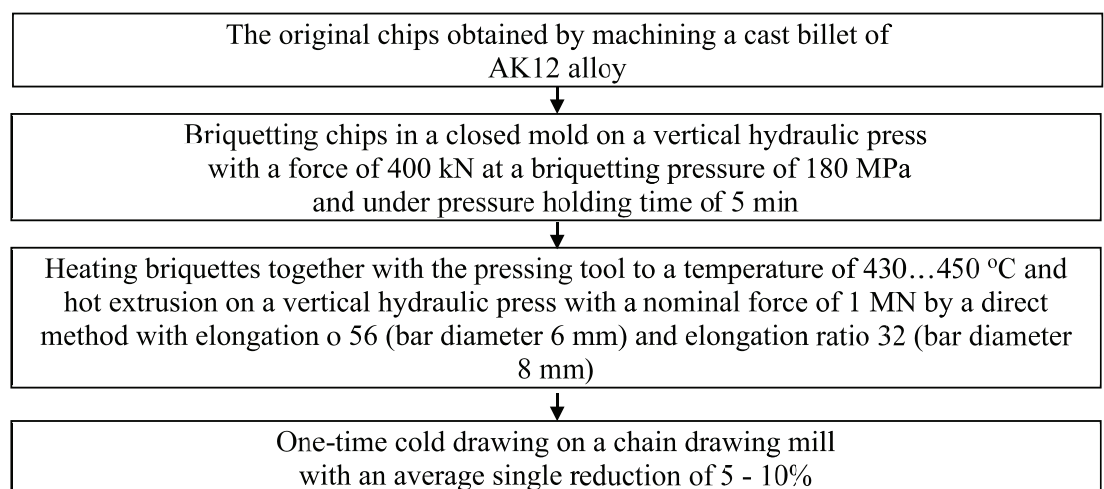 The original chips obtained by machining a cast billet of
AK12 alloy
Briquetting chips in a closed mold on a vertical hydraulic press
with a force of 400 kN at a briquetting pressure of 180 MPa
and under pressure holding time of 5 min
Heating briquettes together with the pressing tool to a temperature of 430…450 ºC and
hot extrusion on a vertical hydraulic press with a nominal force of 1 MN by a direct
method with elongation o 56 (bar diameter 6 mm) and elongation ratio 32 (bar diameter
8 mm)
One-time cold drawing on a chain drawing mill
with an average single reduction of 5 - 10%